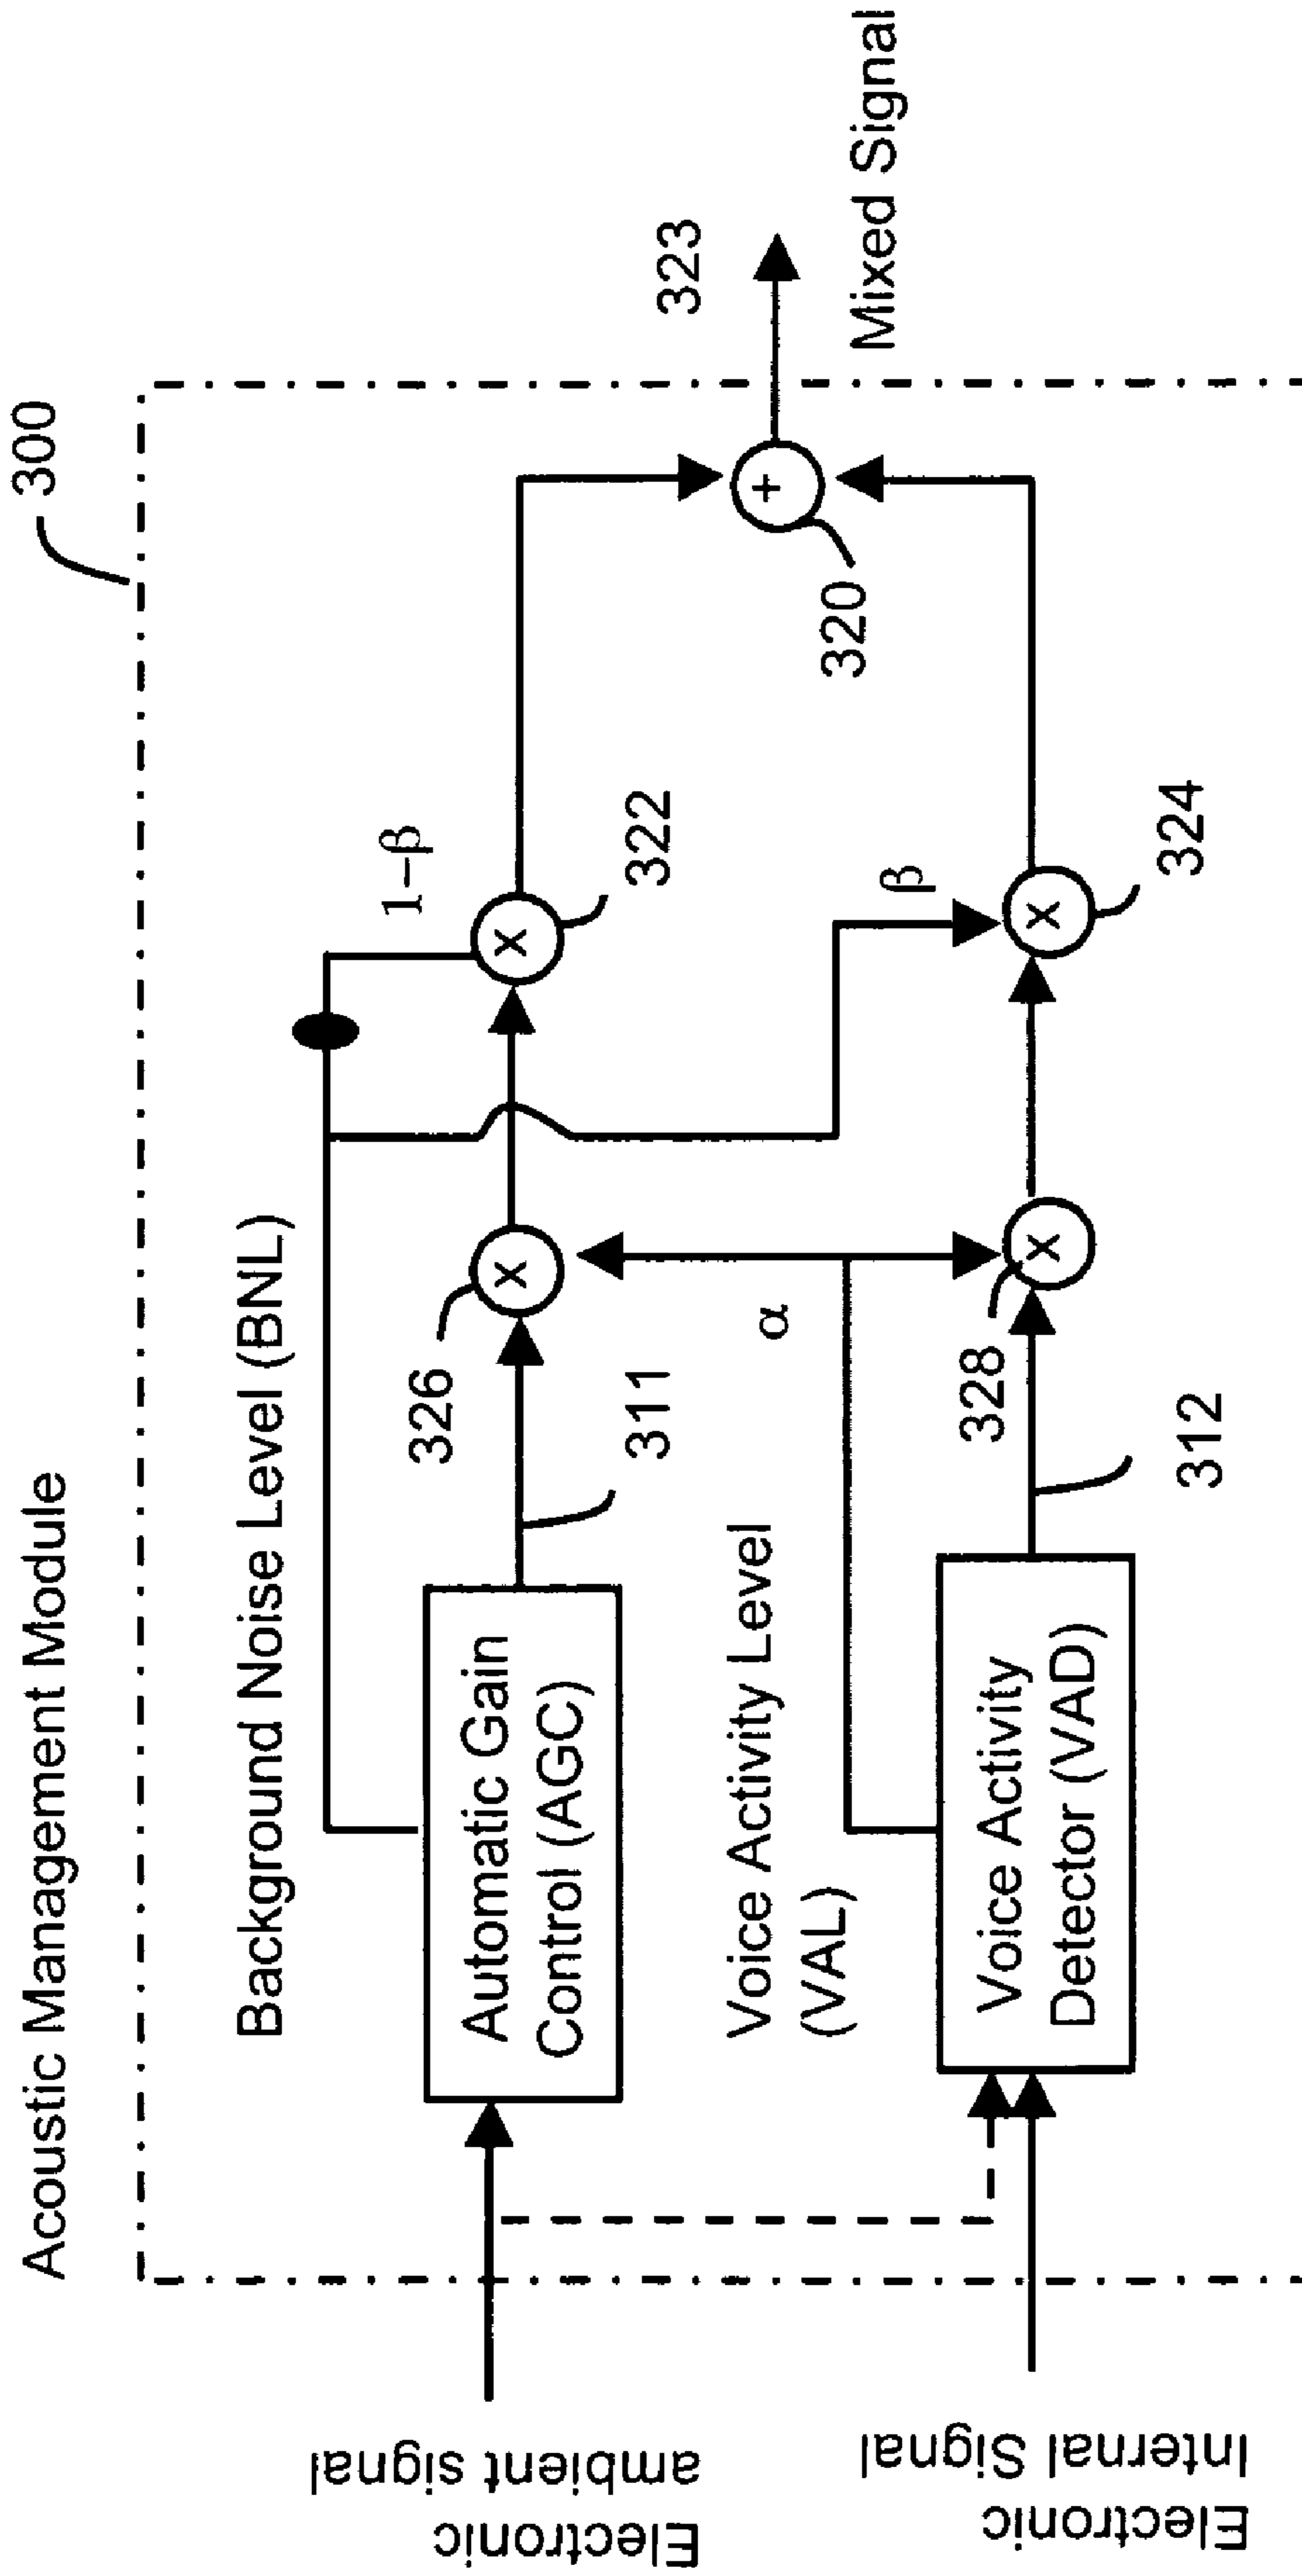 Acoustic Management Module
300
Background Noise Level (BNL)
1−β
Electronic
ambient signal
Automatic Gain
Control (AGC)
326
311
322
323
Mixed Signal
+
320
X
X
Voice Activity Level
(VAL)
α
β
Electronic
Internal Signal
Voice Activity
Detector (VAD)
328
312
324
X
X